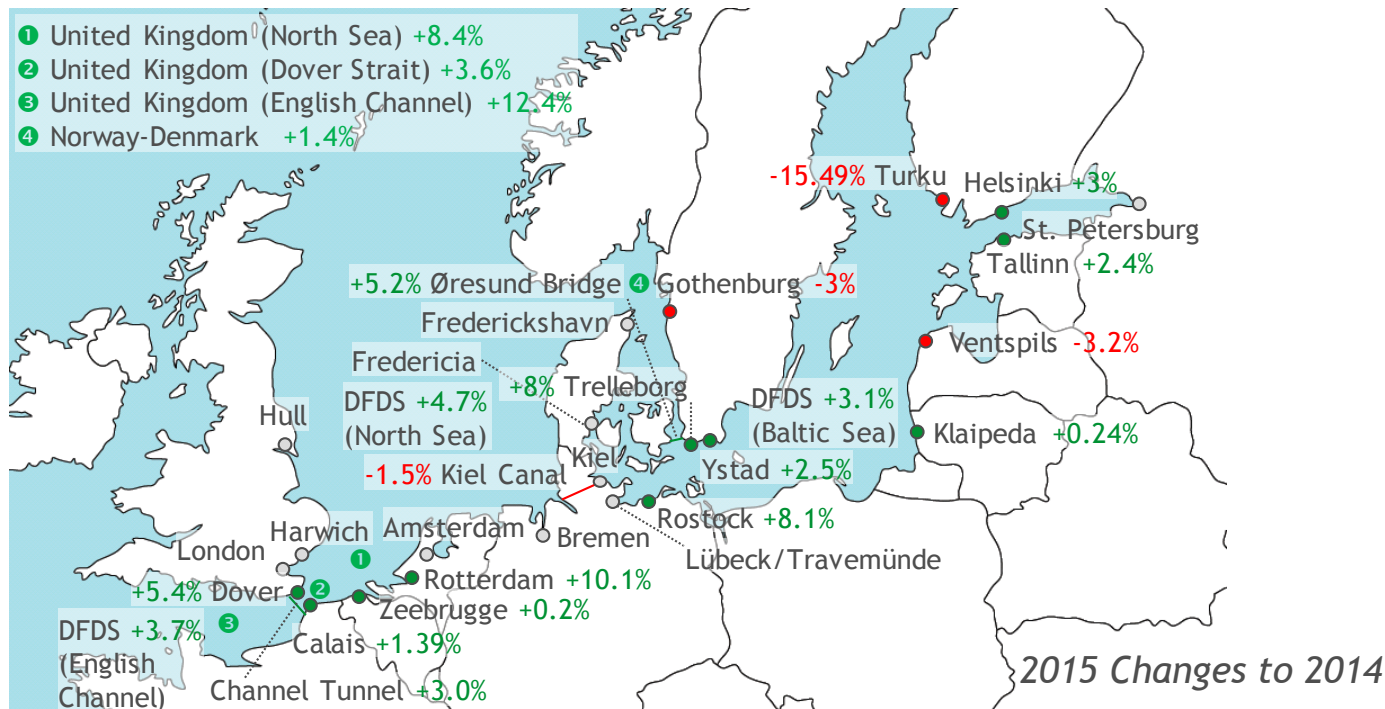 ❶ United Kingdom (North Sea) +8.4%
❷ United Kingdom (Dover Strait) +3.6%
❸ United Kingdom (English Channel) +12.4%
❹ Norway-Denmark +1.4%
-15.49% Turku
Helsinki +3%
St. Petersburg
Tallinn +2.4%
+5.2% Øresund Bridge
❹
Gothenburg -3%
Frederickshavn
Ventspils -3.2%
Fredericia
+8% Trelleborg
DFDS +4.7%
(North Sea)
DFDS +3.1%
(Baltic Sea)
Hull
Klaipeda +0.24%
Kiel
-1.5% Kiel Canal
Ystad +2.5%
Rostock +8.1%
Harwich
Amsterdam
Bremen
London
Lübeck/Travemünde
❶
Rotterdam +10.1%
+5.4% Dover
❷
Zeebrugge +0.2%
❸
DFDS +3.7%
(English
Channel)
Calais +1.39%
Channel Tunnel +3.0%
2015 Changes to 2014